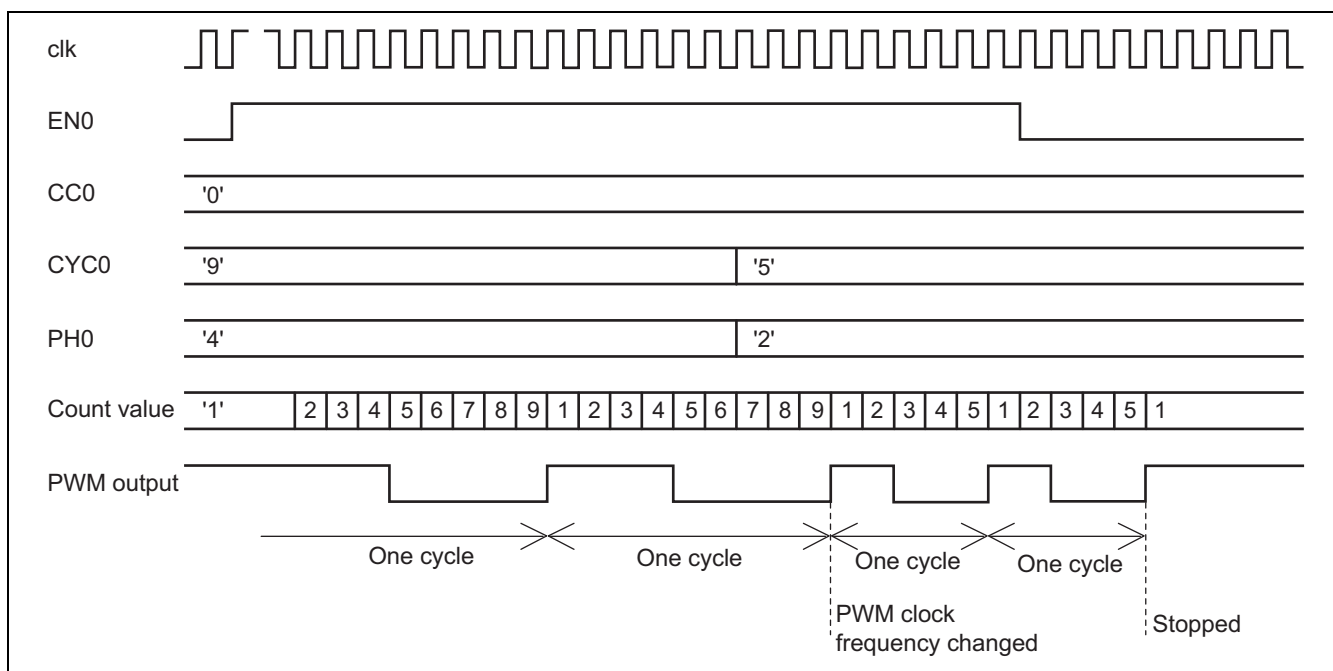 clk
EN0
CC0 '0'
CYC0 '9' '5'
PH0 '4' '2'
Count value '1' 2 3 4 5 6 7 8 9 1 2 3 4 5 6 7 8 9 1 2 3 4 5 1 2 3 4 5 1
PWM output
One cycle One cycle One cycle One cycle
PWM clock
frequency changed
Stopped